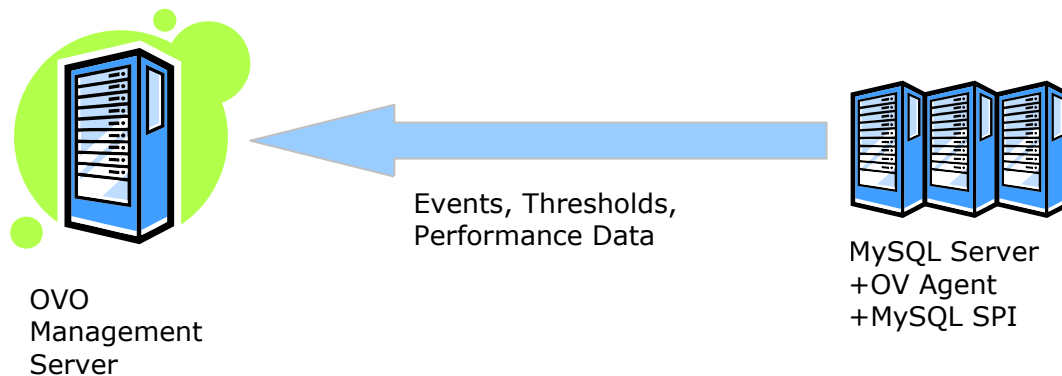 Events, Thresholds,
Performance Data
MySQL Server
+OV Agent
+MySQL SPI
OVO
Management
Server